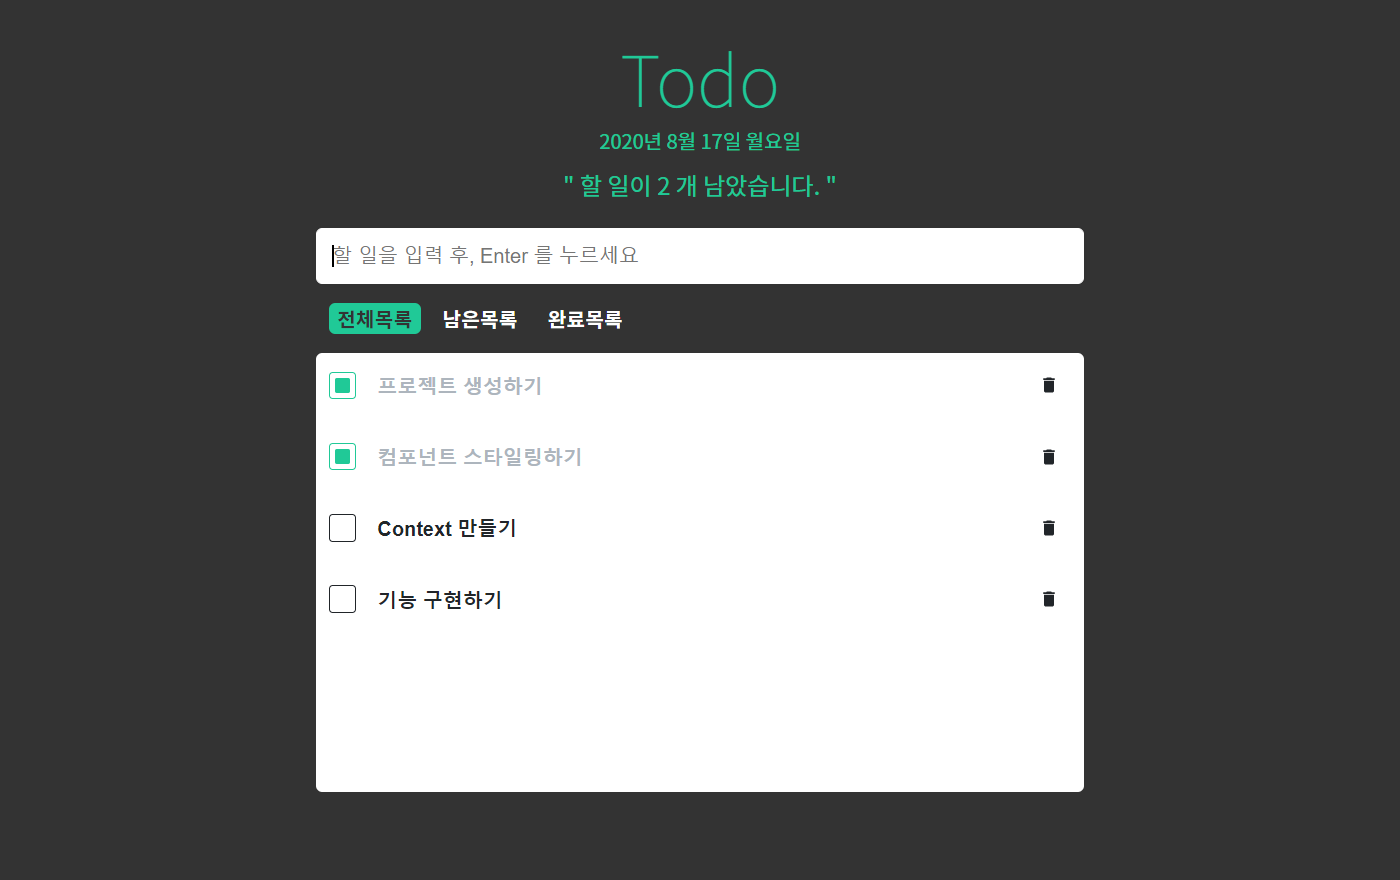 Todo
2020년 8월 17일 월요일
" 할 일이 2 개 남았습니다. "
할 일을 입력 후, Enter 를 누르세요
전체목록 남은목록 완료목록
프로젝트 생성하기
컴포넌트 스타일링하기
Context 만들기
기능 구현하기